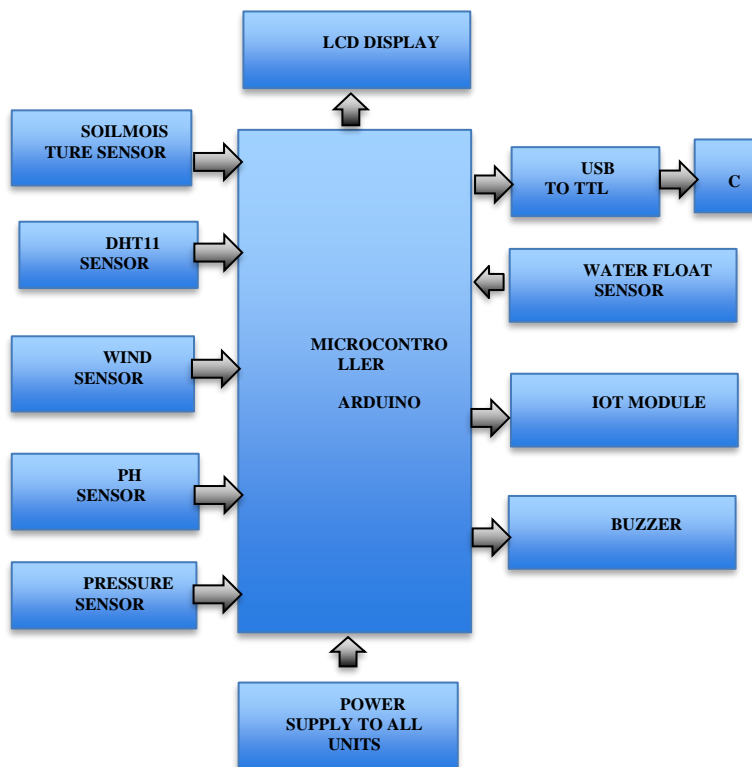 LCD DISPLAY
SOILMOIS
TURE SENSOR
USB
TO TTL
C
DHT11
SENSOR
WATER FLOAT
SENSOR
MICROCONTRO
LLER
ARDUINO
WIND
SENSOR
IOT MODULE
PH
SENSOR
BUZZER
PRESSURE
SENSOR
POWER
SUPPLY TO ALL
UNITS